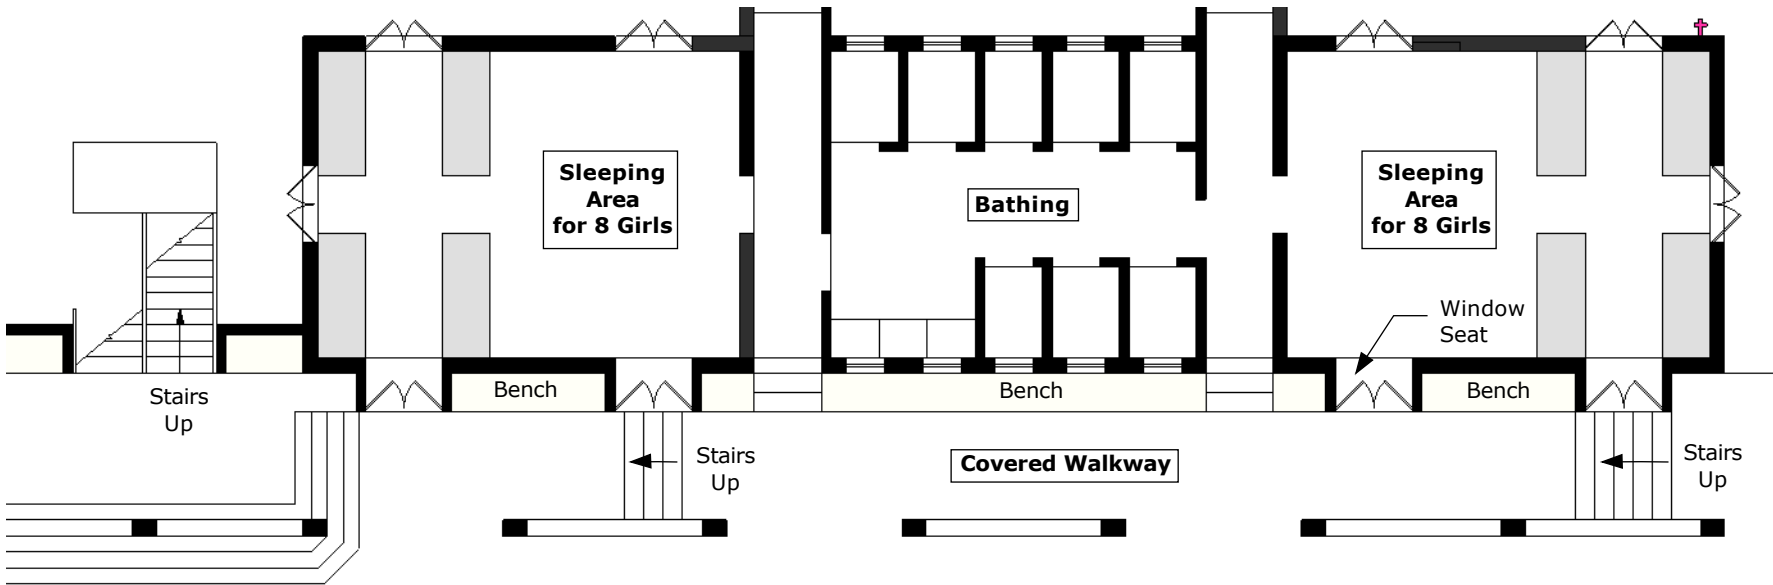 Sleeping
Area
for 8 Girls
Bathing
Sleeping
Area
for 8 Girls
Window
Seat
Stairs
Up
Bench
Bench
Bench
Stairs
Up
Covered Walkway
Stairs
Up